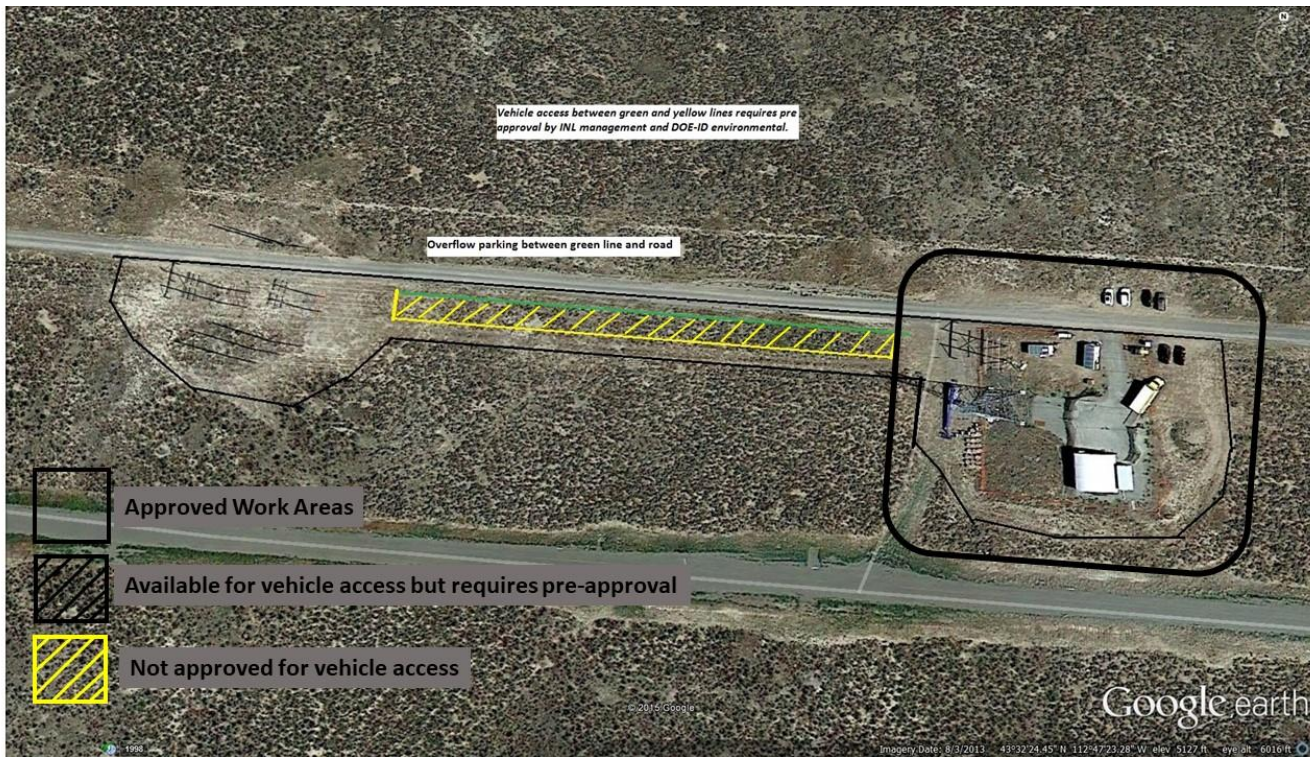 N
Vehicle access between green and yellow lines requires pre
approval by INL management and DOE-ID environmental.
Overflow parking between green line and road
Approved Work Areas
Available for vehicle access but requires pre-approval
Not approved for vehicle access
© 2015 Google
Google earth
1998
Imagery Date: 8/3/2013 43°32'24.45" N 112°47'23.28" W elev 5127 ft eye alt 6016 ft